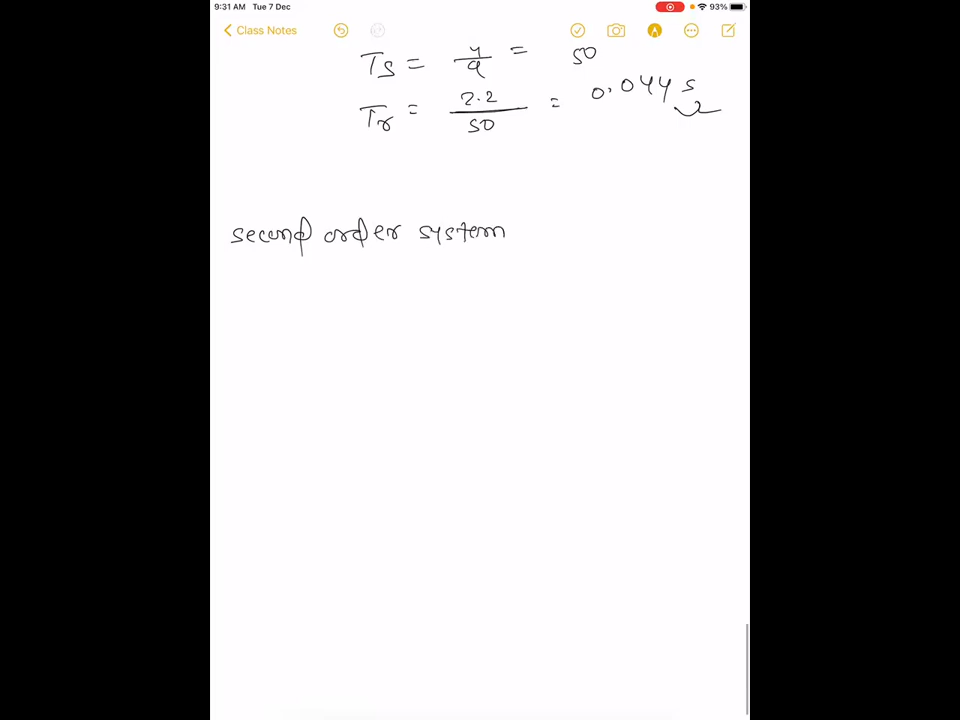 9:31 AM Tue 7 Dec 93%
Class Notes
Ts = 4/a = 50
Tr = 2.2/50 = 0.044 s
second order system